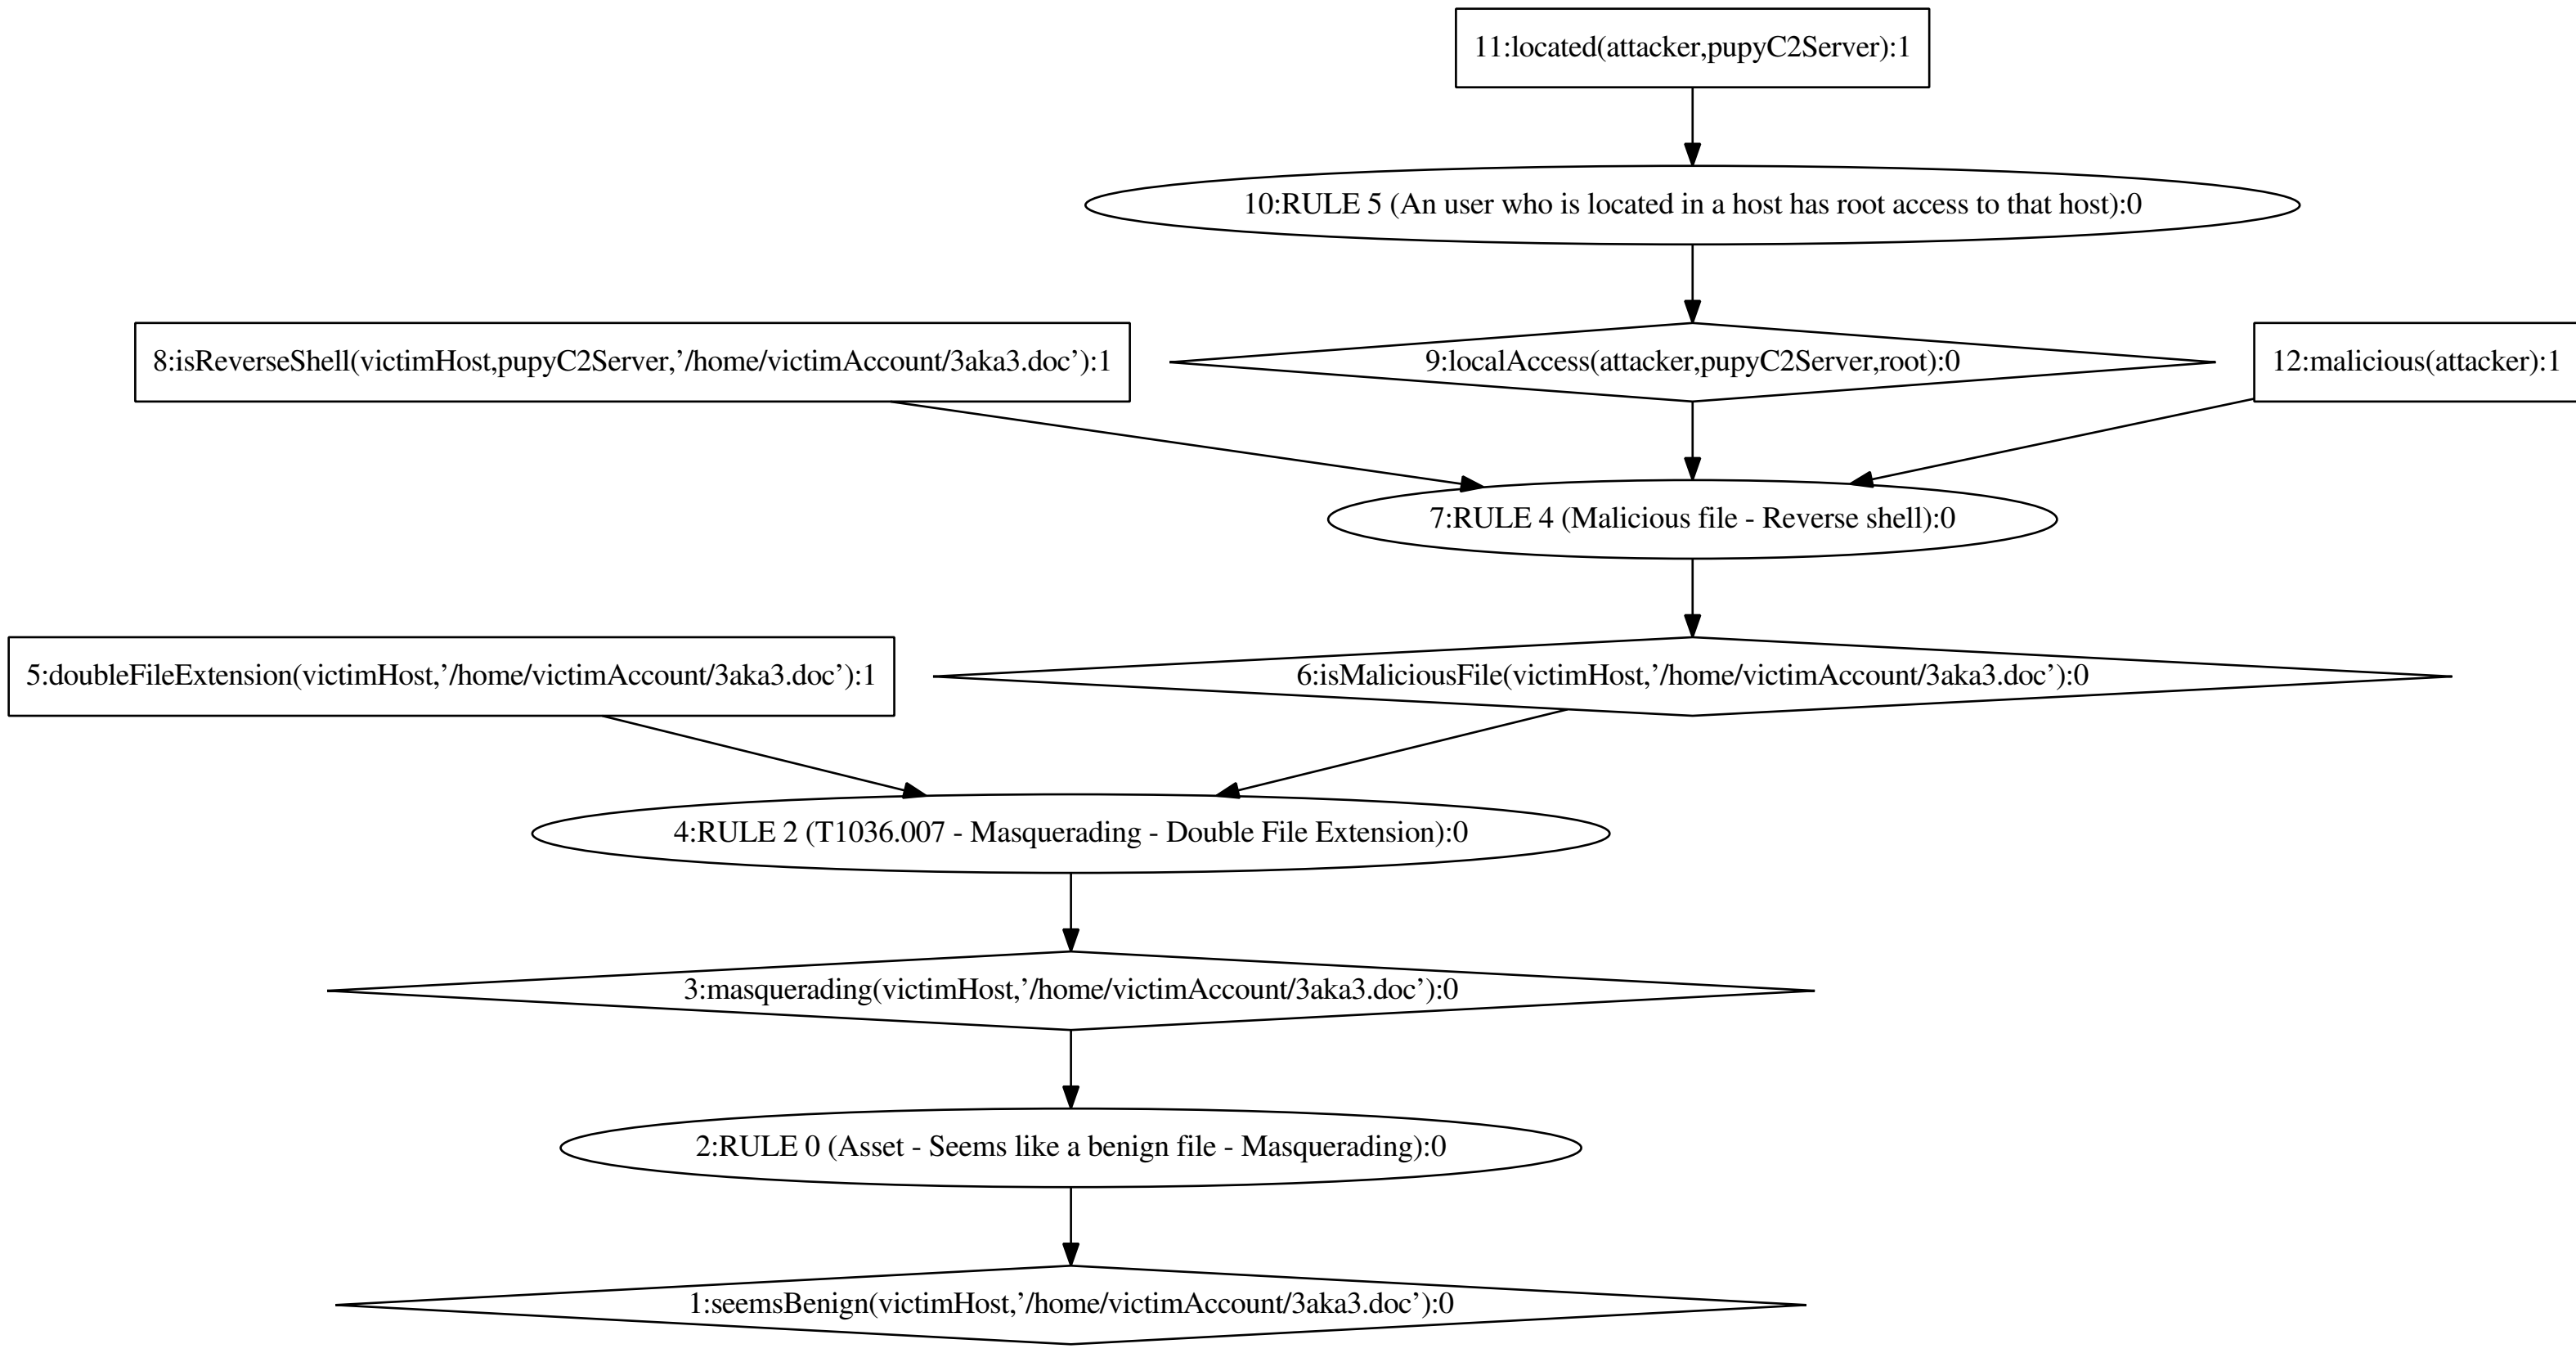 11:located(attacker,pupyC2Server):1
10:RULE 5 (An user who is located in a host has root access to that host):0
8:isReverseShell(victimHost,pupyC2Server,’/home/victimAccount/3aka3.doc’):1
9:localAccess(attacker,pupyC2Server,root):0
12:malicious(attacker):1
7:RULE 4 (Malicious file - Reverse shell):0
5:doubleFileExtension(victimHost,’/home/victimAccount/3aka3.doc’):1
6:isMaliciousFile(victimHost,’/home/victimAccount/3aka3.doc’):0
4:RULE 2 (T1036.007 - Masquerading - Double File Extension):0
3:masquerading(victimHost,’/home/victimAccount/3aka3.doc’):0
2:RULE 0 (Asset - Seems like a benign file - Masquerading):0
1:seemsBenign(victimHost,’/home/victimAccount/3aka3.doc’):0